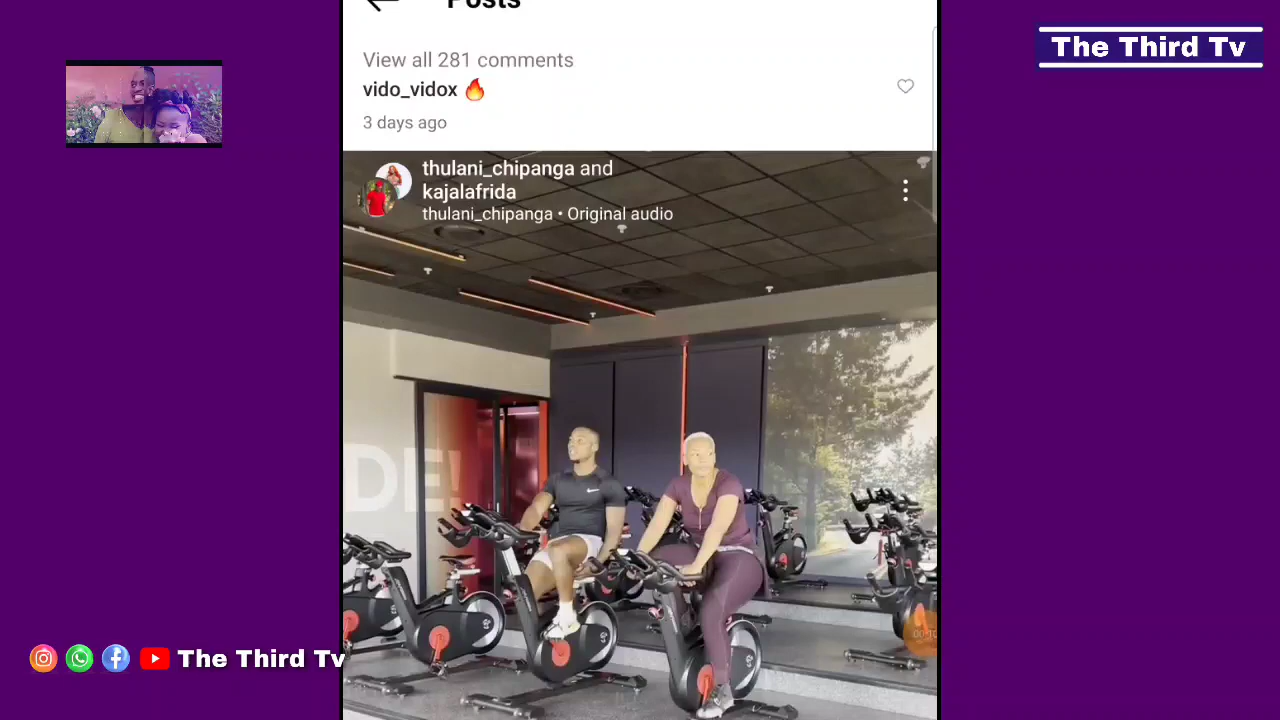 Posts
The Third Tv
View all 281 comments
vido_vidox 🔥
3 days ago
thulani_chipanga and
kajalafrida
thulani_chipanga • Original audio
DE!
The Third Tv